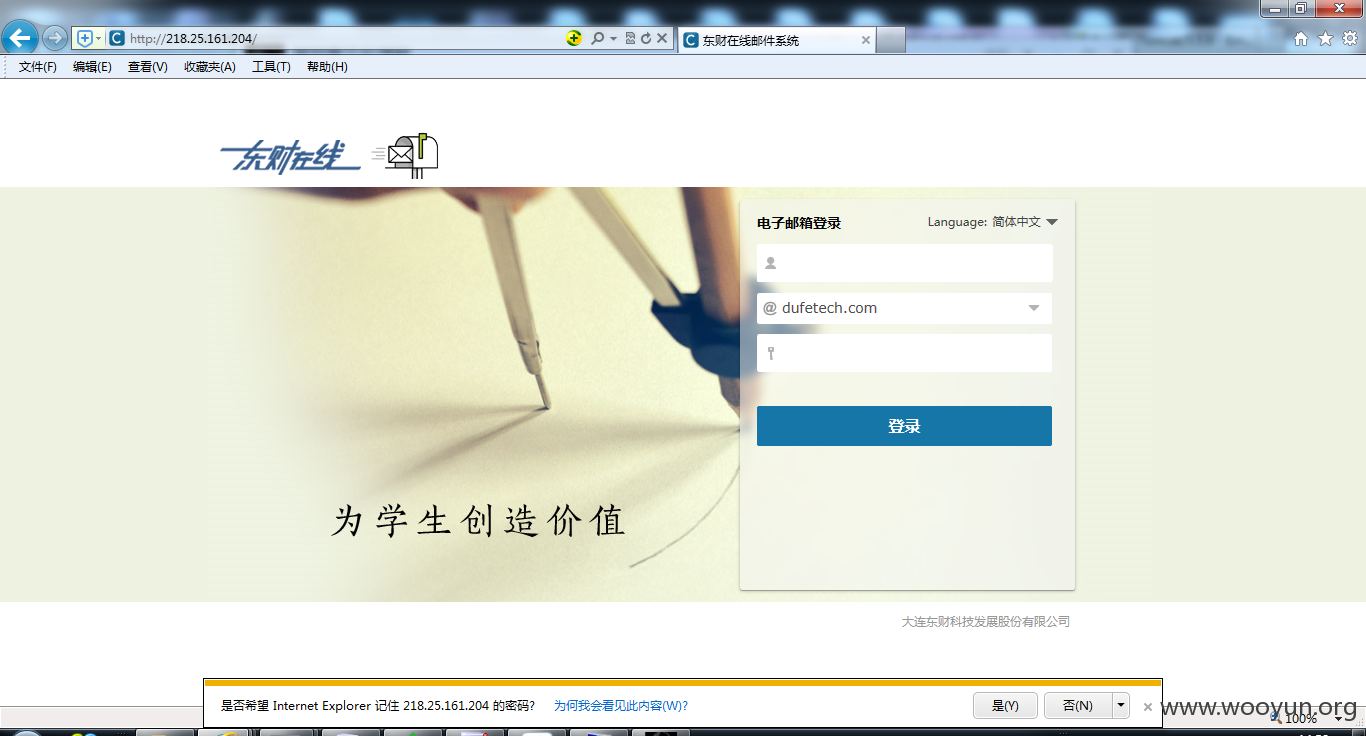 http://218.25.161.204/
东财在线邮件系统
文件(F) 编辑(E) 查看(V) 收藏夹(A) 工具(T) 帮助(H)
东财在线
电子邮箱登录
Language: 简体中文
@ dufetech.com
登录
为学生创造价值
大连东财科技发展股份有限公司
是否希望 Internet Explorer 记住 218.25.161.204 的密码? 为何我会看见此内容(W)? 是(Y) 否(N)
www.wooyun.org
100%